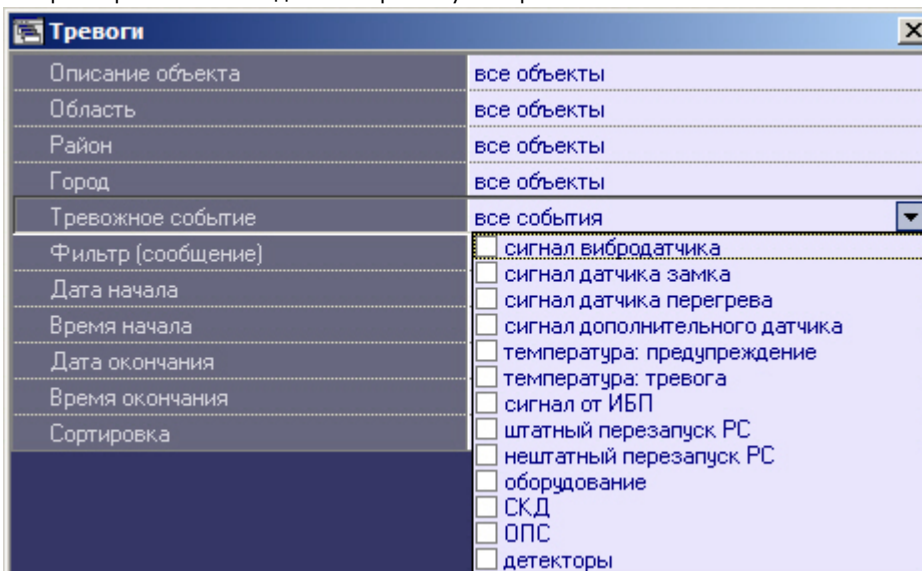 Тревоги
Описание объекта все объекты
Область все объекты
Район все объекты
Город все объекты
Тревожное событие все события
Фильтр (сообщение) сигнал вибродатчика
сигнал датчика замка
Дата начала сигнал датчика перегрева
Время начала сигнал дополнительного датчика
температура: предупреждение
Дата окончания температура: тревога
Время окончания сигнал от ИБП
Сортировка штатный перезапуск РС
нештатный перезапуск РС
оборудование
СКД
ОПС
детекторы